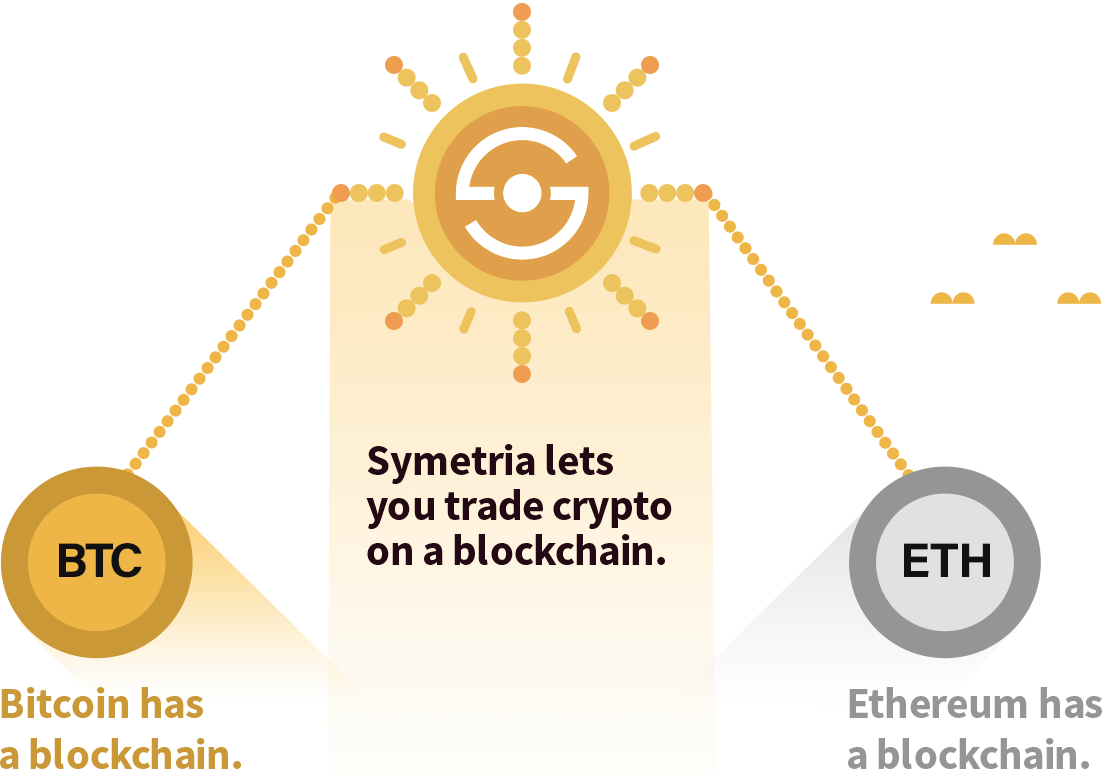 Symetria lets
you trade crypto
on a blockchain.
BTC
ETH
Bitcoin has
a blockchain.
Ethereum has
a blockchain.